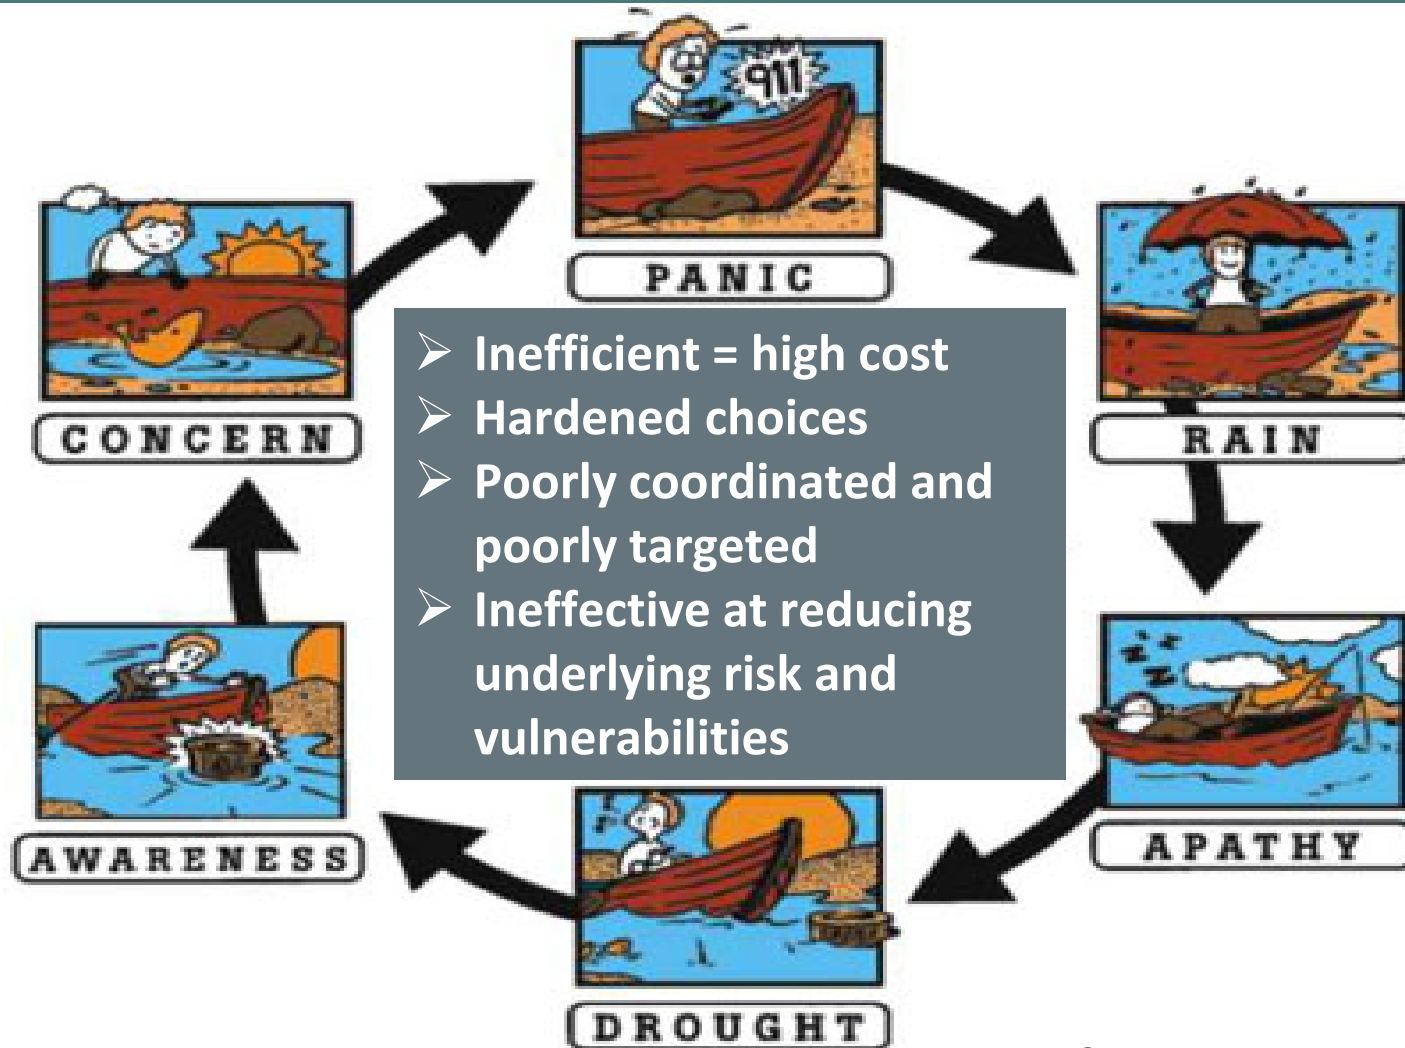 911
PANIC
CONCERN
RAIN
➢ Inefficient = high cost
➢ Hardened choices
➢ Poorly coordinated and
poorly targeted
➢ Ineffective at reducing
underlying risk and
vulnerabilities
z z z z
AWARENESS
APATHY
DROUGHT